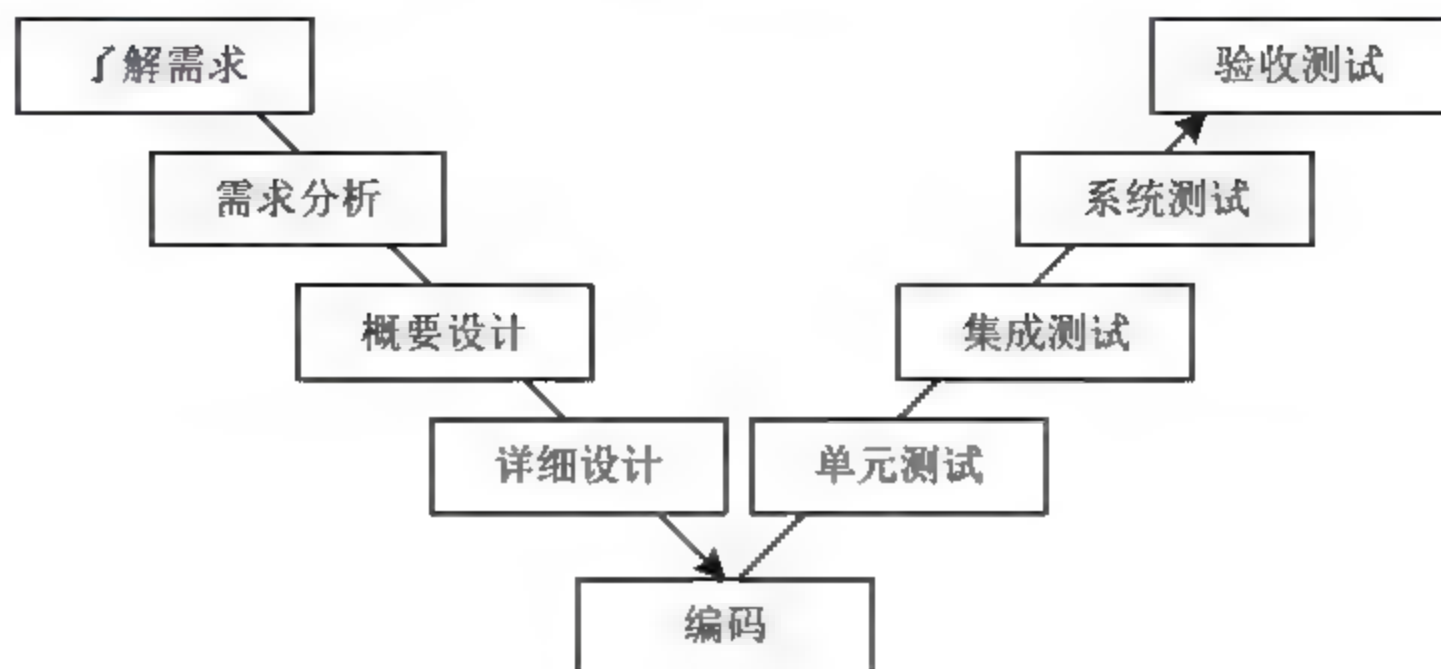 了解需求
验收测试
需求分析
系统测试
概要设计
集成测试
详细设计
单元测试
编码